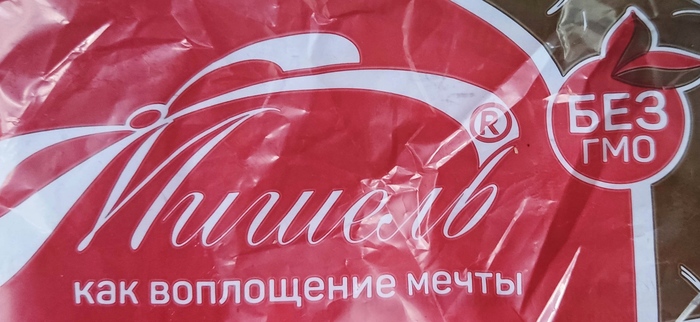 Мишель®
БЕЗ
ГМО
как воплощение мечты